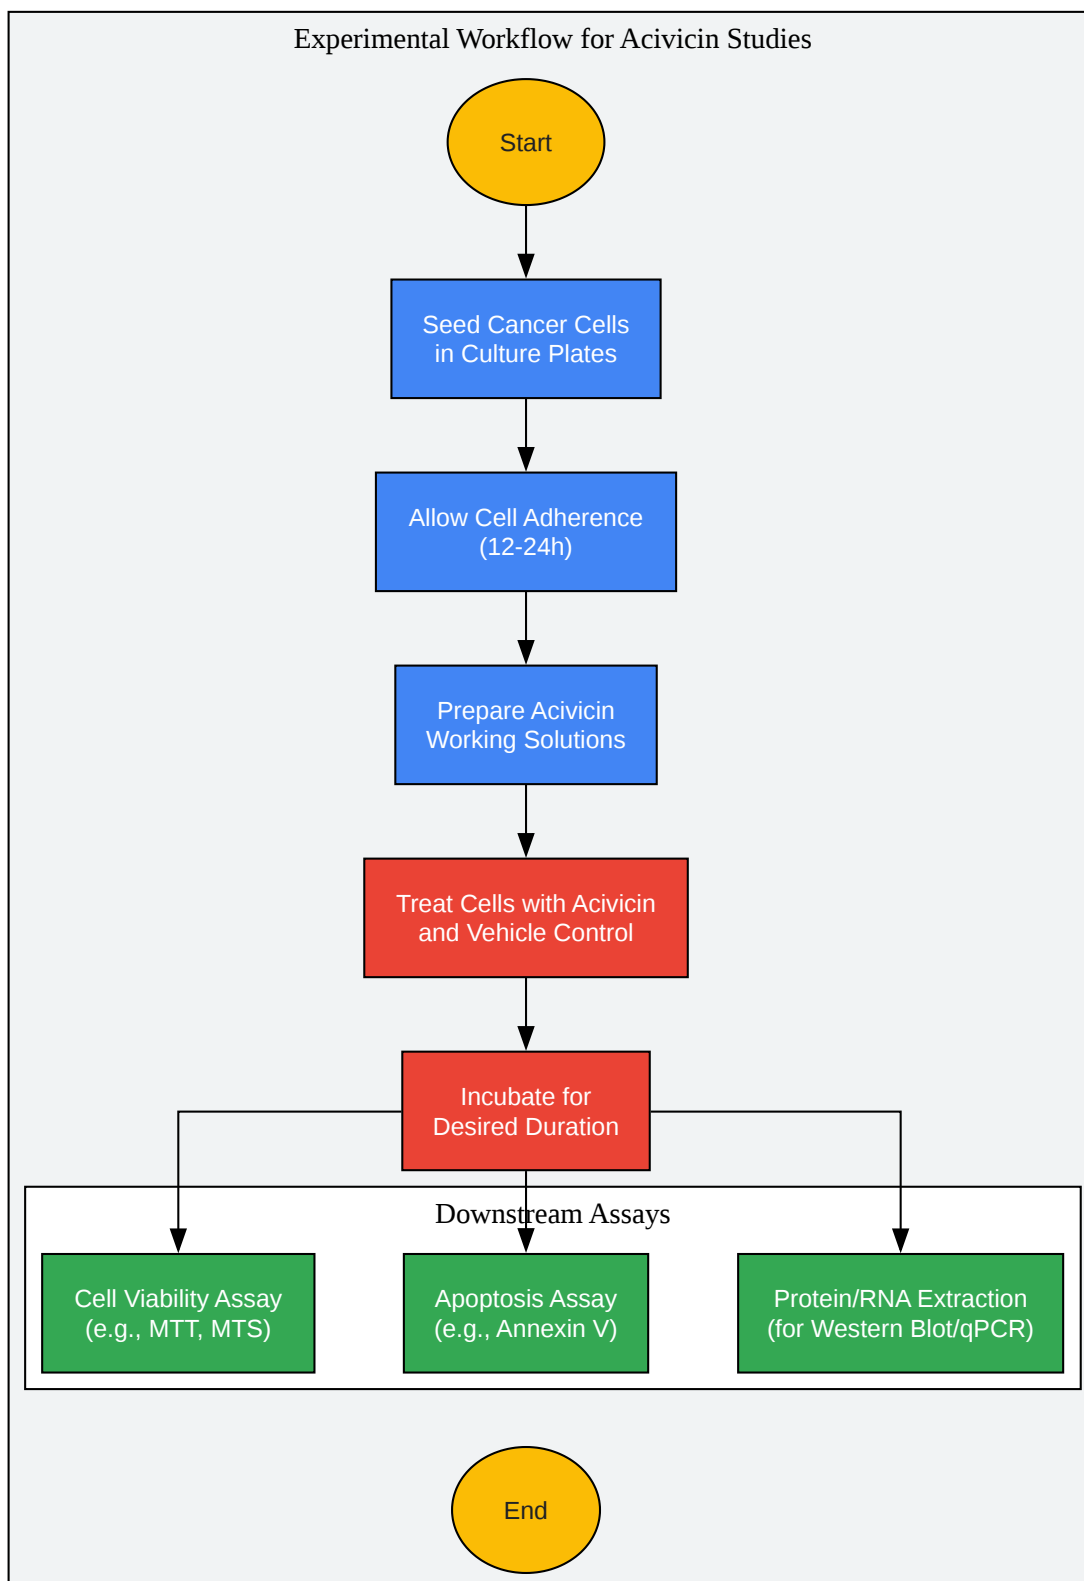 Experimental Workflow for Acivicin Studies
Start
Seed Cancer Cells
in Culture Plates
Allow Cell Adherence
(12-24h)
Prepare Acivicin
Working Solutions
Treat Cells with Acivicin
and Vehicle Control
Incubate for
Desired Duration
Downstream Assays
Cell Viability Assay
(e.g., MTT, MTS)
Apoptosis Assay
(e.g., Annexin V)
Protein/RNA Extraction
(for Western Blot/qPCR)
End